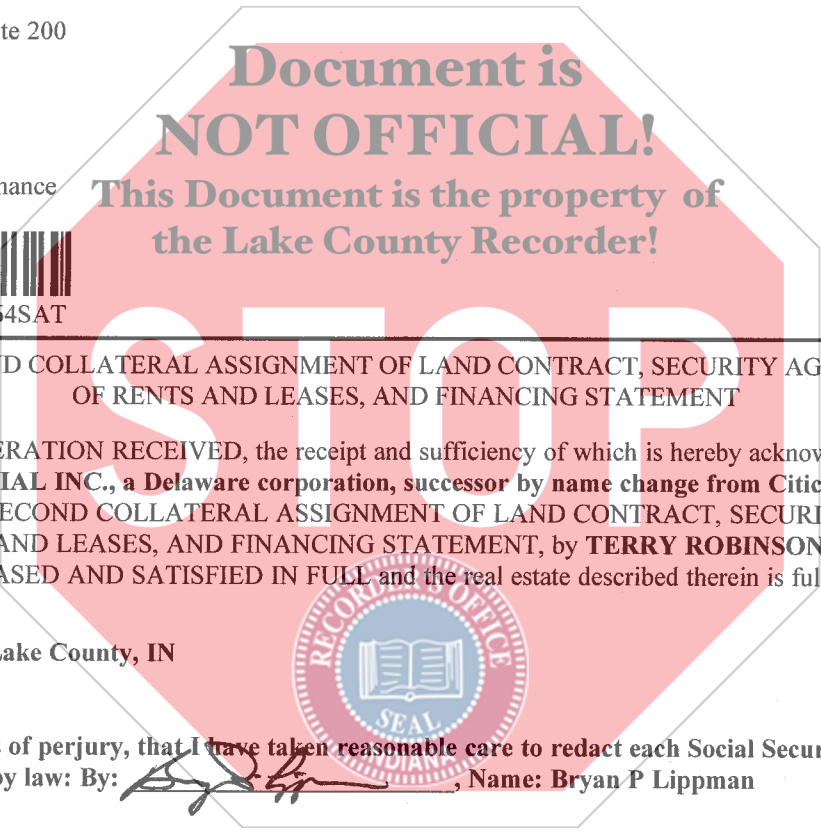 te 200
Document is
NOT OFFICIAL!
This Document is the property of
the Lake County Recorder!
nance
54SAT
STOP
D COLLATERAL ASSIGNMENT OF LAND CONTRACT, SECURITY AG
OF RENTS AND LEASES, AND FINANCING STATEMENT
ERATION RECEIVED, the receipt and sufficiency of which is hereby acknow
IAL INC., a Delaware corporation, successor by name change from Citic
ECOND COLLATERAL ASSIGNMENT OF LAND CONTRACT, SECURI
AND LEASES, AND FINANCING STATEMENT, by TERRY ROBINSON
ASED AND SATISFIED IN FULL and the real estate described therein is ful
RECORDER'S OFFICE
SEAL
INDIANA
Lake County, IN
s of perjury, that I have taken reasonable care to redact each Social Secur
by law: By: , Name: Bryan P Lippman